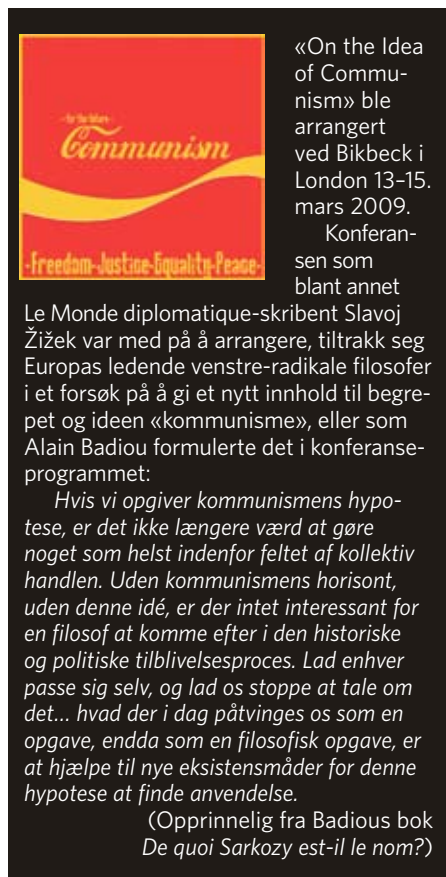 -for the future-
Communism
-Freedom-Justice-Equality-Peace-
«On the Idea
of Commu-
nism» ble
arrangert
ved Bikbeck i
London 13–15.
mars 2009.
Konferan-
sen som
blant annet
Le Monde diplomatique-skribent Slavoj
Žižek var med på å arrangere, tiltrakk seg
Europas ledende venstre-radikale filosofer
i et forsøk på å gi et nytt innhold til begre-
pet og ideen «kommunisme», eller som
Alain Badiou formulerte det i konferanse-
programmet:
Hvis vi opgiver kommunismens hypo-
tese, er det ikke længere værd at gøre
noget som helst indenfor feltet af kollektiv
handlen. Uden kommunismens horisont,
uden denne idé, er der intet interessant for
en filosof at komme efter i den historiske
og politiske tilblivelsesproces. Lad enhver
passe sig selv, og lad os stoppe at tale om
det... hvad der i dag påtvinges os som en
opgave, endda som en filosofisk opgave, er
at hjælpe til nye eksistensmåder for denne
hypotese at finde anvendelse.
(Opprinnelig fra Badious bok
De quoi Sarkozy est-il le nom?)